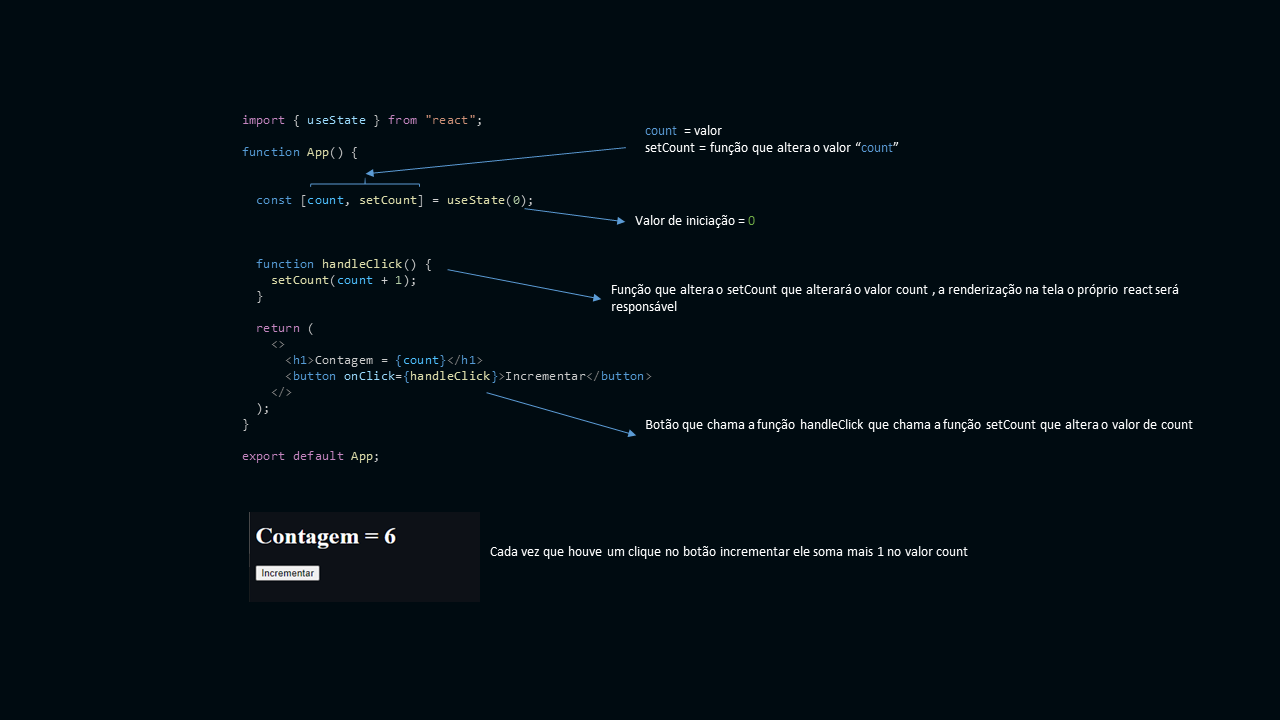 import { useState } from "react";
function App() {
count = valor
setCount = função que altera o valor “count”
const [count, setCount] = useState(0);
Valor de iniciação = 0
function handleClick() {
setCount(count + 1);
}
Função que altera o setCount que alterará o valor count , a renderização na tela o próprio react será
responsável
return (
<>
<h1>Contagem = {count}</h1>
<button onClick={handleClick}>Incrementar</button>
</>
);
}
Botão que chama a função handleClick que chama a função setCount que altera o valor de count
export default App;
Contagem = 6
Incrementar
Cada vez que houve um clique no botão incrementar ele soma mais 1 no valor count